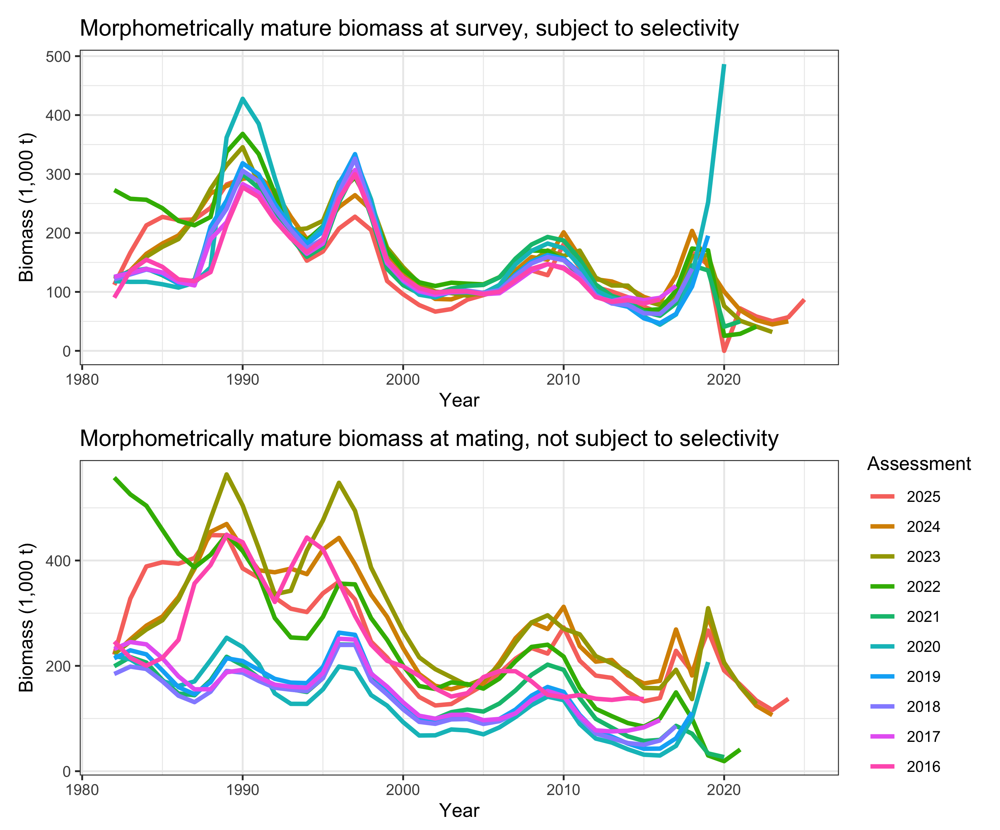 Morphometrically mature biomass at survey, subject to selectivity
500
400
300
200
100
0
Biomass (1,000 t)
1980 1990 2000 2010 2020
Year
Morphometrically mature biomass at mating, not subject to selectivity
400
200
0
Biomass (1,000 t)
1980 1990 2000 2010 2020
Year
Assessment
2025
2024
2023
2022
2021
2020
2019
2018
2017
2016